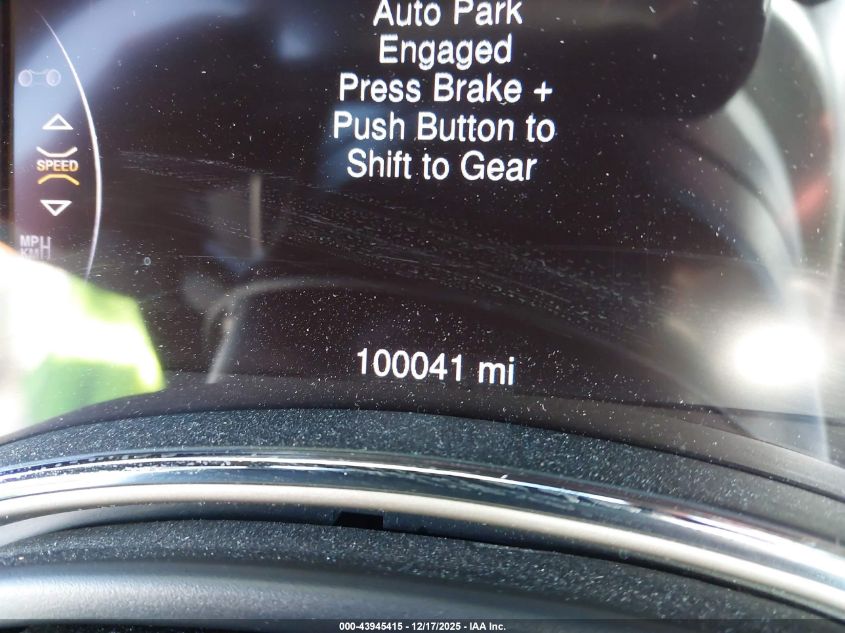 Auto Park
Engaged
Press Brake +
Push Button to
Shift to Gear
SPEED
MPH
KMH
100041 mi
000-43945415 - 12/17/2025 - IAA Inc.